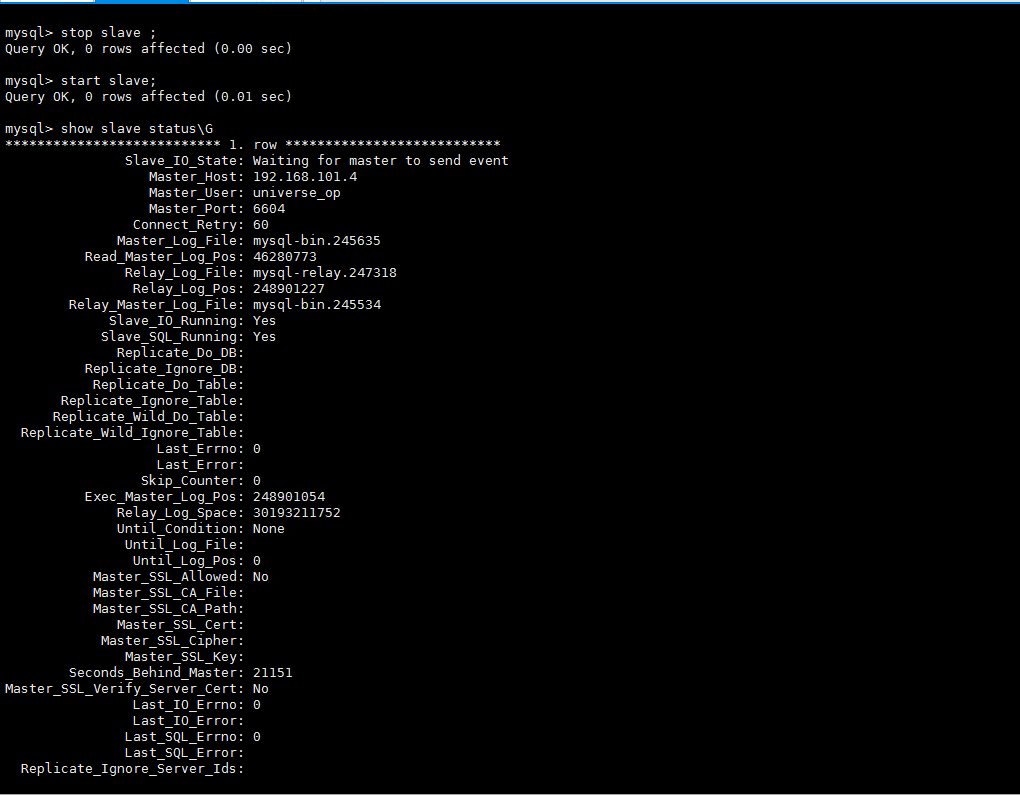 mysql> stop slave ;
Query OK, 0 rows affected (0.00 sec)
mysql> start slave;
Query OK, 0 rows affected (0.01 sec)
mysql> show slave status\G
*************************** 1. row ***************************
Slave_IO_State: Waiting for master to send event
Master_Host: 192.168.101.4
Master_User: universe_op
Master_Port: 6604
Connect_Retry: 60
Master_Log_File: mysql-bin.245635
Read_Master_Log_Pos: 46280773
Relay_Log_File: mysql-relay.247318
Relay_Log_Pos: 248901227
Relay_Master_Log_File: mysql-bin.245534
Slave_IO_Running: Yes
Slave_SQL_Running: Yes
Replicate_Do_DB:
Replicate_Ignore_DB:
Replicate_Do_Table:
Replicate_Ignore_Table:
Replicate_Wild_Do_Table:
Replicate_Wild_Ignore_Table:
Last_Errno: 0
Last_Error:
Skip_Counter: 0
Exec_Master_Log_Pos: 248901054
Relay_Log_Space: 30193211752
Until_Condition: None
Until_Log_File:
Until_Log_Pos: 0
Master_SSL_Allowed: No
Master_SSL_CA_File:
Master_SSL_CA_Path:
Master_SSL_Cert:
Master_SSL_Cipher:
Master_SSL_Key:
Seconds_Behind_Master: 21151
Master_SSL_Verify_Server_Cert: No
Last_IO_Errno: 0
Last_IO_Error:
Last_SQL_Errno: 0
Last_SQL_Error:
Replicate_Ignore_Server_Ids: